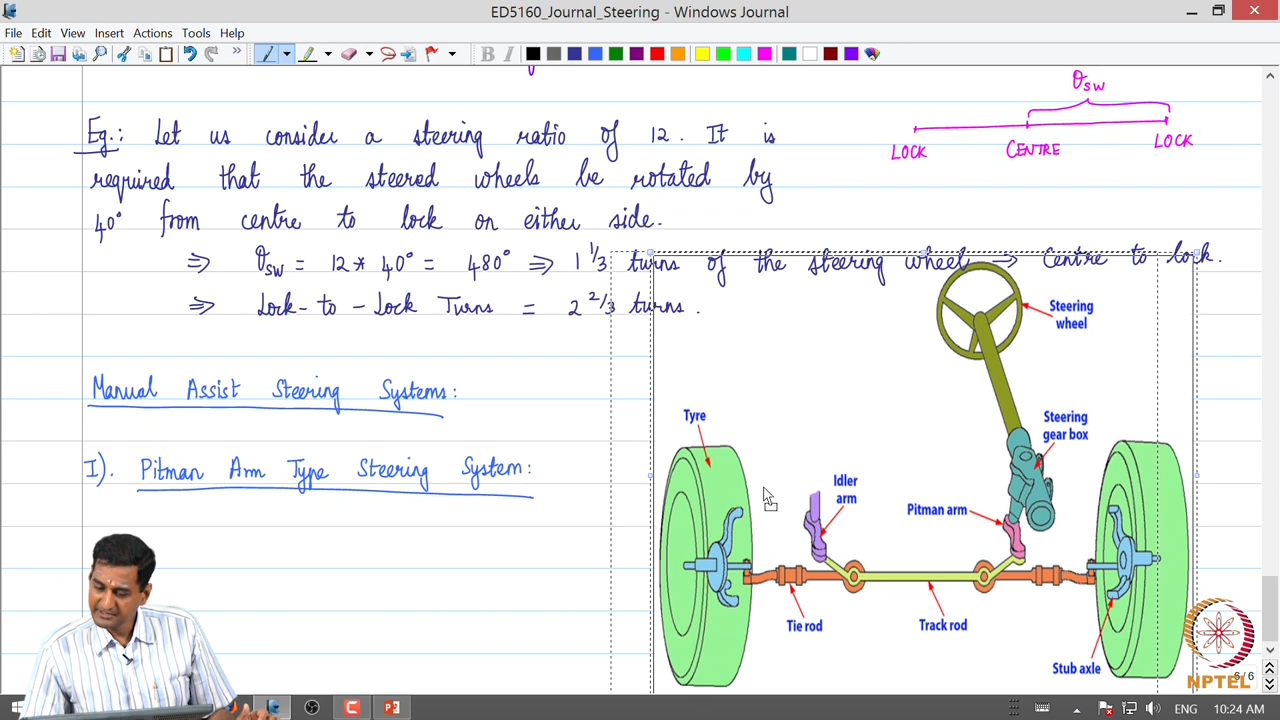 ED5160_Journal_Steering - Windows Journal
File Edit View Insert Actions Tools Help
θsw
LOCK CENTRE LOCK
Eg.: Let us consider a steering ratio of 12. It is
required that the steered wheels be rotated by
40° from centre to lock on either side.
⇒ θsw = 12 * 40° = 480° ⇒ 1 1/3 turns of the steering wheel → Centre to lock.
⇒ Lock-to-Lock Turns = 2 2/3 turns.
Manual Assist Steering Systems:
I). Pitman Arm Type Steering System:
Steering
wheel
Tyre
Steering
gear box
Idler
arm
Pitman arm
Tie rod
Track rod
Stub axle
NPTEL
8/6
ENG 10:24 AM